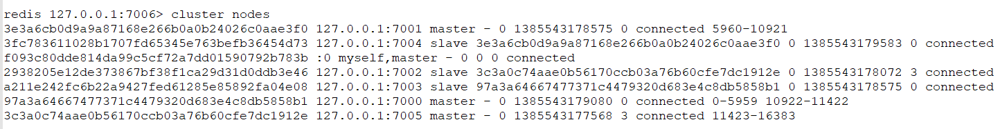 redis 127.0.0.1:7006> cluster nodes
3e3a6cb0d9a9a87168e266b0a0b24026c0aae3f0 127.0.0.1:7001 master - 0 1385543178575 0 connected 5960-10921
3fc783611028b1707fd65345e763befb36454d73 127.0.0.1:7004 slave 3e3a6cb0d9a9a87168e266b0a0b24026c0aae3f0 0 1385543179583 0 connected
f093c80dde814da99c5cf72a7dd01590792b783b :0 myself,master - 0 0 0 connected
2938205e12de373867bf38f1ca29d31d0ddb3e46 127.0.0.1:7002 slave 3c3a0c74aae0b56170ccb03a76b60cfe7dc1912e 0 1385543178072 3 connected
a211e242fc6b22a9427fed61285e85892fa04e08 127.0.0.1:7003 slave 97a3a64667477371c4479320d683e4c8db5858b1 0 1385543178575 0 connected
97a3a64667477371c4479320d683e4c8db5858b1 127.0.0.1:7000 master - 0 1385543179080 0 connected 0-5959 10922-11422
3c3a0c74aae0b56170ccb03a76b60cfe7dc1912e 127.0.0.1:7005 master - 0 1385543177568 3 connected 11423-16383